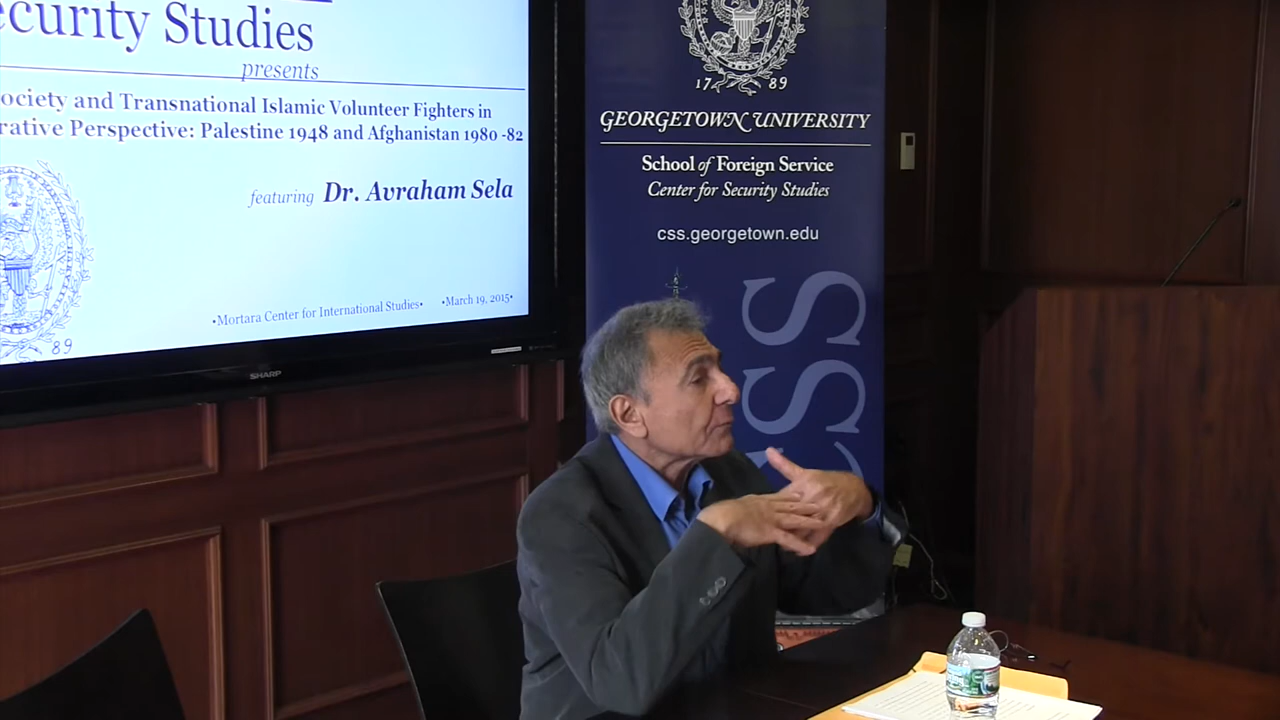 ecurity Studies
presents
ociety and Transnational Islamic Volunteer Fighters in
rative Perspective: Palestine 1948 and Afghanistan 1980 -82
featuring Dr. Avraham Sela
•Mortara Center for International Studies• •March 19, 2015•
89
SHARP
17 89
GEORGETOWN UNIVERSITY
School of Foreign Service
Center for Security Studies
css.georgetown.edu
CSS